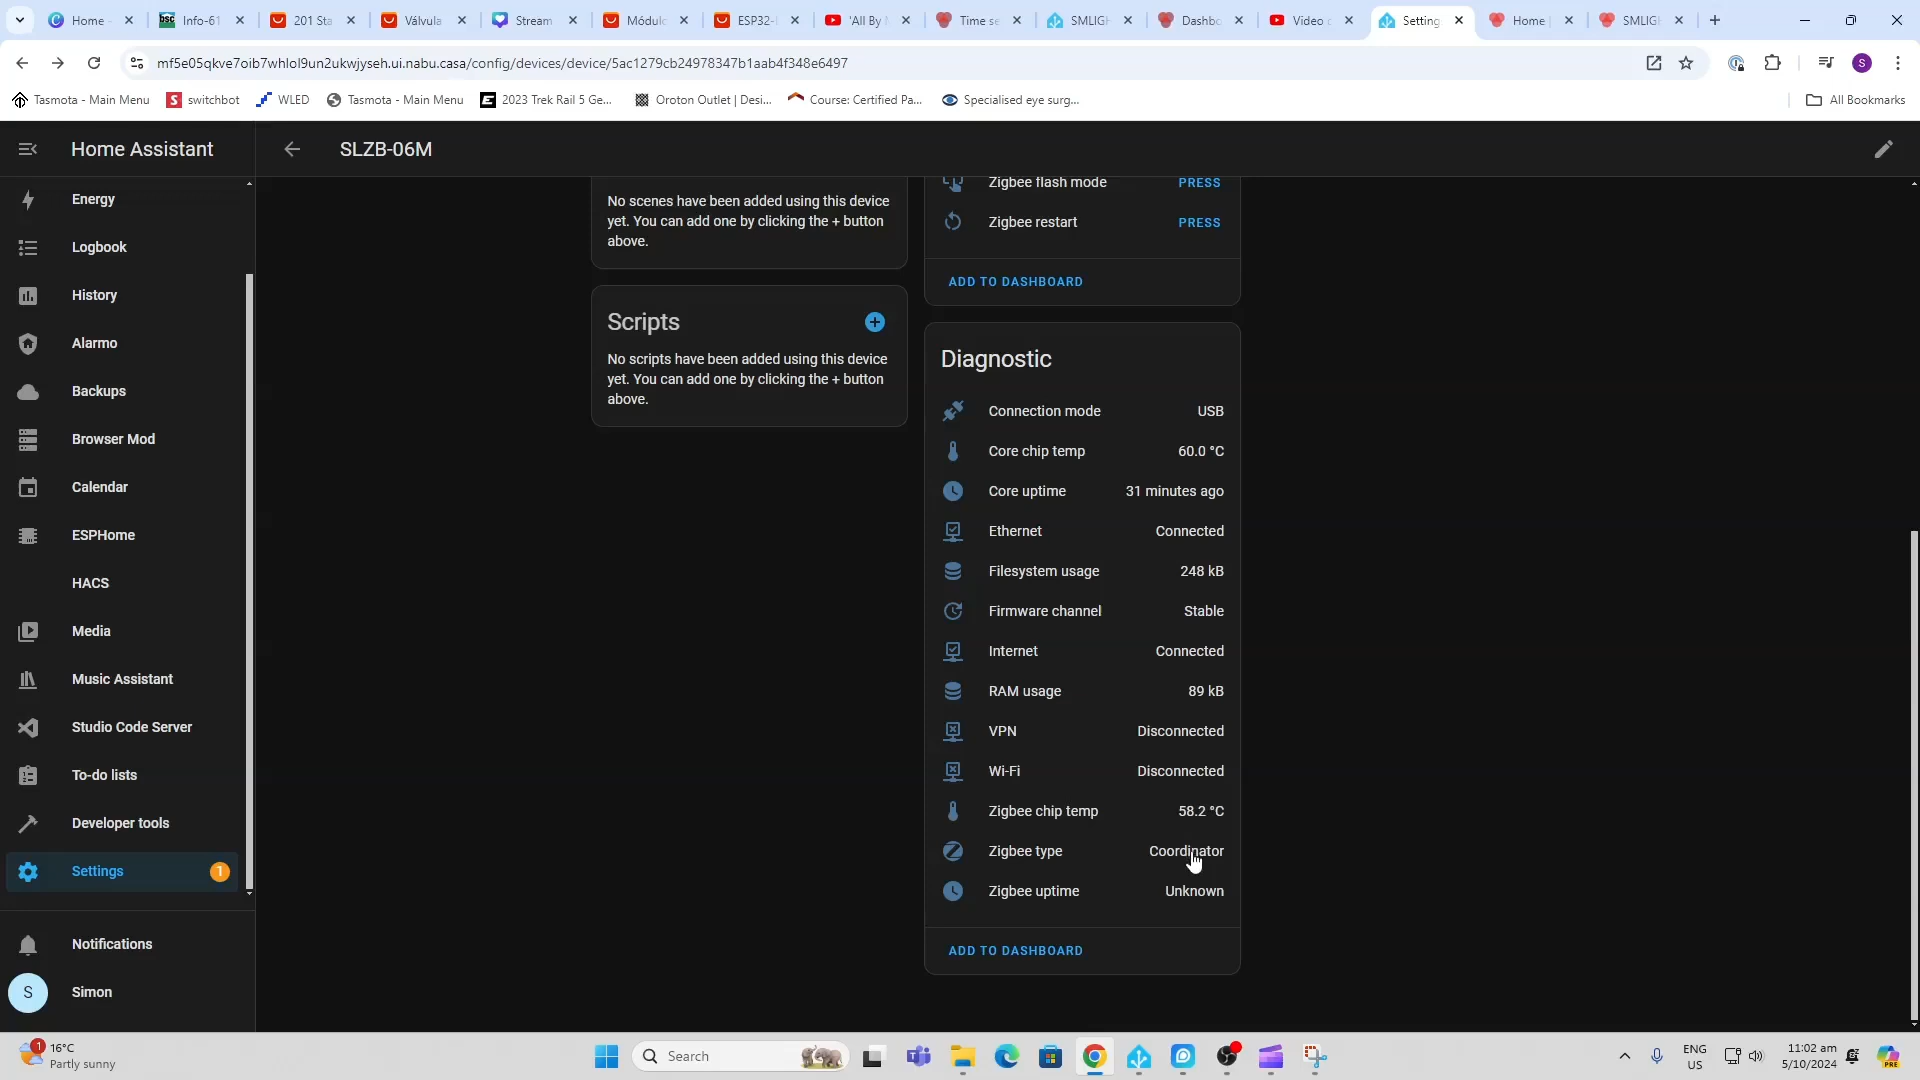 Home
Info-61
201 Sta
Válvula
Stream
Módulo
ESP32-
'All By
Time se
SMLIGH
Dashbo
Video
Setting
Home
SMLIG
mf5e05qkve7oib7whlol9un2ukwjyseh.ui.nabu.casa/config/devices/device/5ac1279cb24978347b1aab4f348e6497
S
Tasmota - Main Menu
switchbot
WLED
Tasmota - Main Menu
2023 Trek Rail 5 Ge...
Oroton Outlet | Desi...
Course: Certified Pa...
Specialised eye surg...
All Bookmarks
Home Assistant
SLZB-06M
Energy
Logbook
History
Alarmo
Backups
Browser Mod
Calendar
ESPHome
HACS
Media
Music Assistant
Studio Code Server
To-do lists
Developer tools
Settings 1
Notifications
S Simon
No scenes have been added using this device
yet. You can add one by clicking the + button
above.
Scripts
No scripts have been added using this device
yet. You can add one by clicking the + button
above.
Zigbee flash mode PRESS
Zigbee restart PRESS
ADD TO DASHBOARD
Diagnostic
Connection mode USB
Core chip temp 60.0 °C
Core uptime 31 minutes ago
Ethernet Connected
Filesystem usage 248 kB
Firmware channel Stable
Internet Connected
RAM usage 89 kB
VPN Disconnected
Wi-Fi Disconnected
Zigbee chip temp 58.2 °C
Zigbee type Coordinator
Zigbee uptime Unknown
ADD TO DASHBOARD
1
16°C
Partly sunny
Search
ENG
US
11:02 am
5/10/2024
PRE